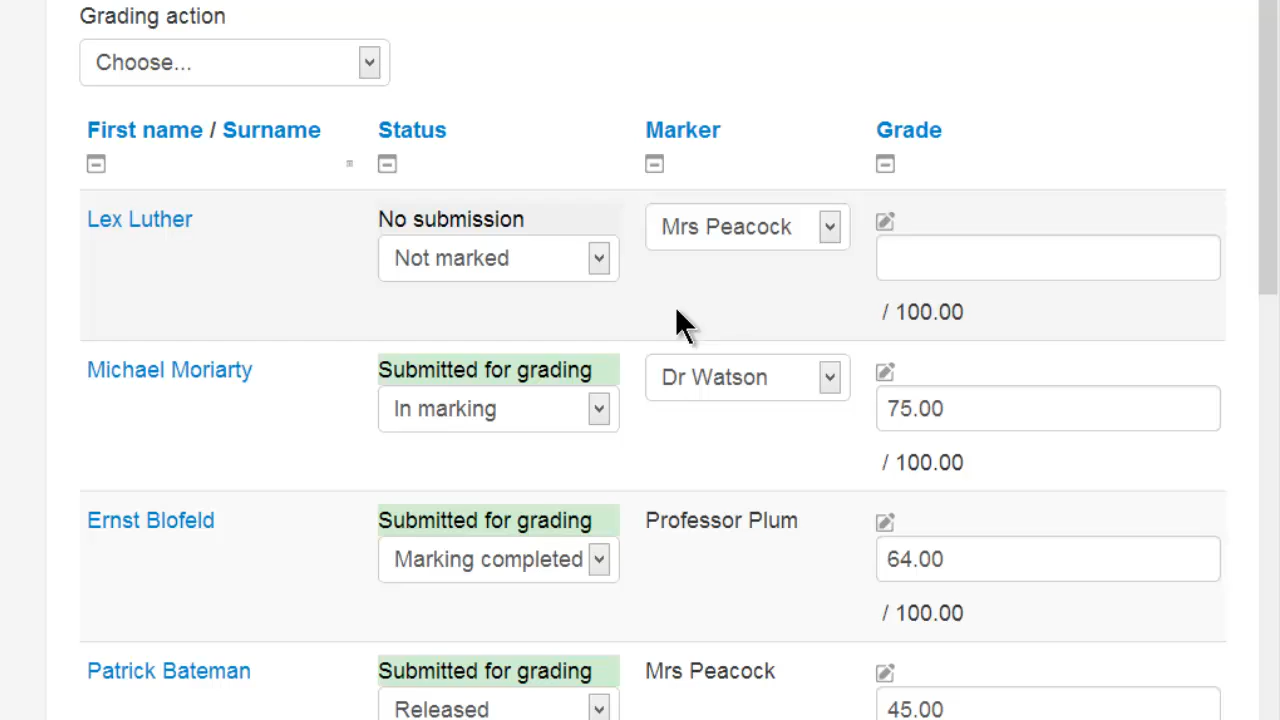 Grading action
Choose...
First name / Surname Status Marker Grade
Lex Luther No submission Mrs Peacock
Not marked
/ 100.00
Michael Moriarty Submitted for grading Dr Watson
In marking 75.00
/ 100.00
Ernst Blofeld Submitted for grading Professor Plum
Marking completed 64.00
/ 100.00
Patrick Bateman Submitted for grading Mrs Peacock
Released 45.00